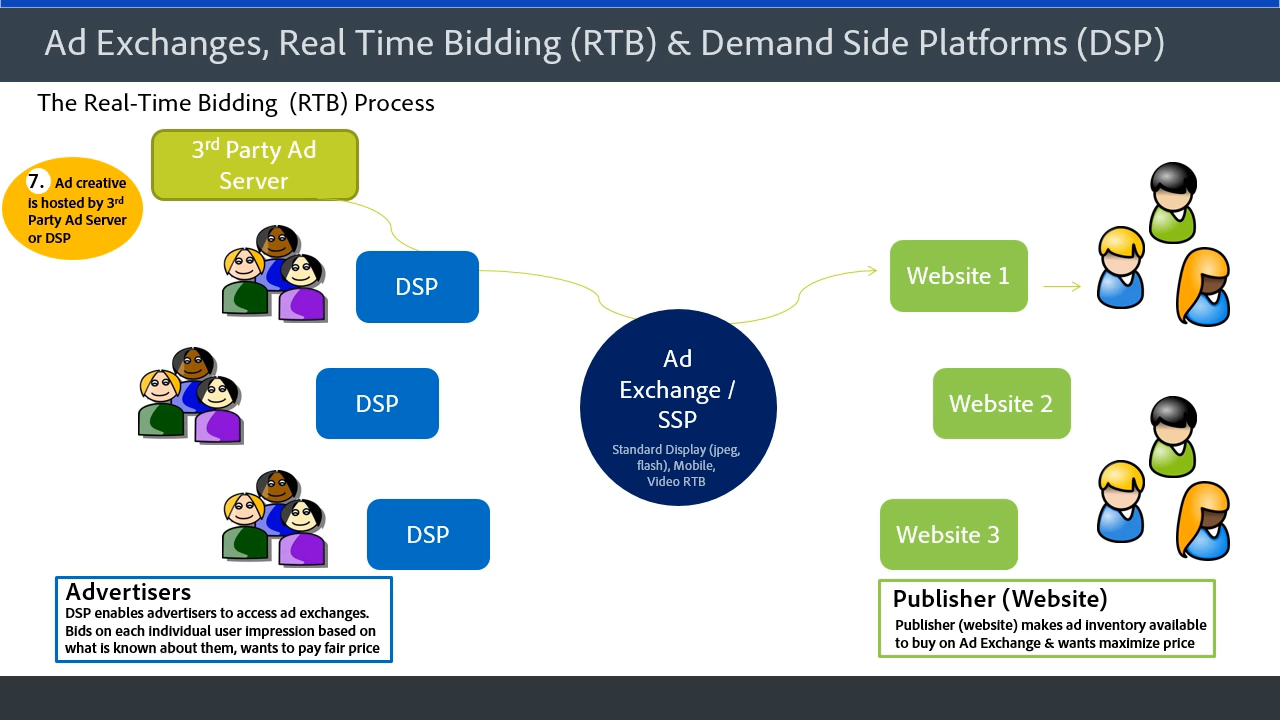 Ad Exchanges, Real Time Bidding (RTB) & Demand Side Platforms (DSP)
The Real-Time Bidding (RTB) Process
3rd Party Ad
Server
7. Ad creative
is hosted by 3rd
Party Ad Server
or DSP
DSP
Website 1
Ad
Exchange /
SSP
Standard Display (jpeg,
flash), Mobile,
Video RTB
DSP
Website 2
DSP
Website 3
Advertisers
DSP enables advertisers to access ad exchanges.
Bids on each individual user impression based on
what is known about them, wants to pay fair price
Publisher (Website)
Publisher (website) makes ad inventory available
to buy on Ad Exchange & wants maximize price